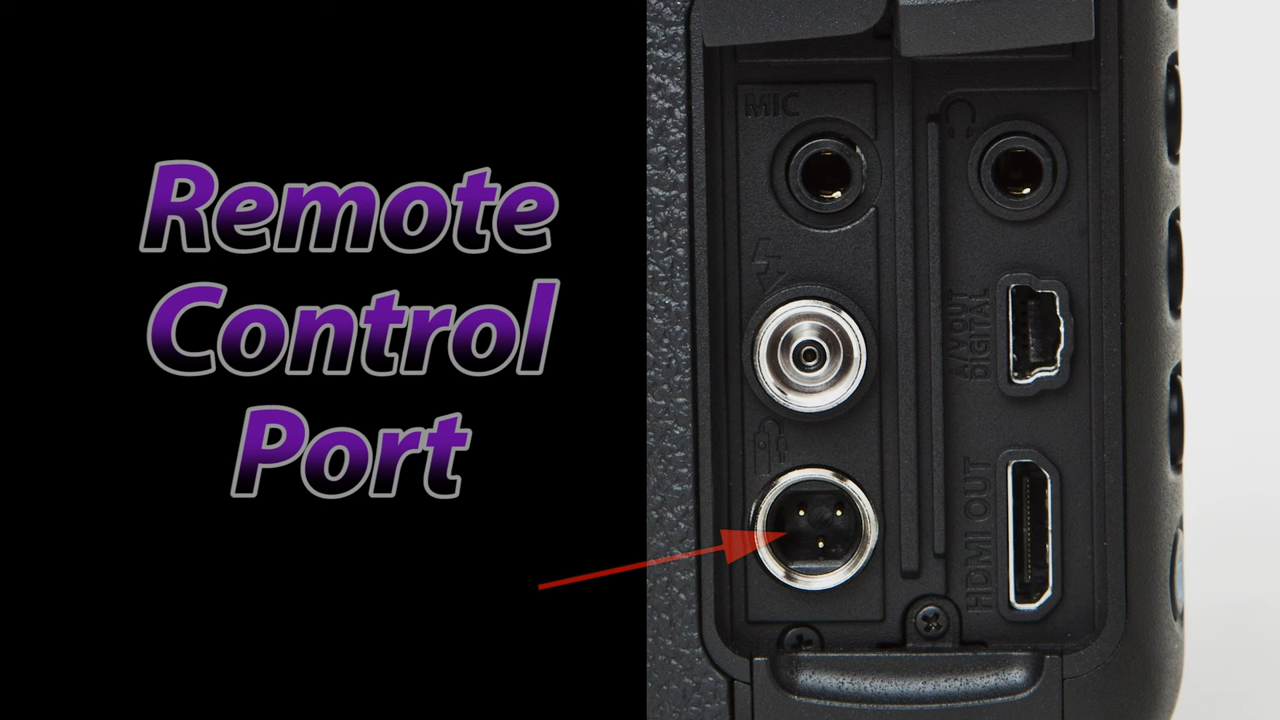 Remote
Control
Port
MIC
A/V OUT
DIGITAL
HDMI OUT